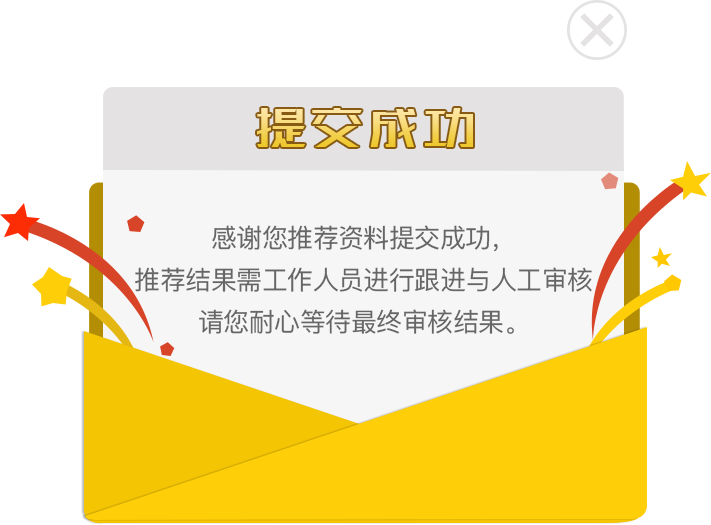 提交成功
感谢您推荐资料提交成功，
推荐结果需工作人员进行跟进与人工审核
请您耐心等待最终审核结果。